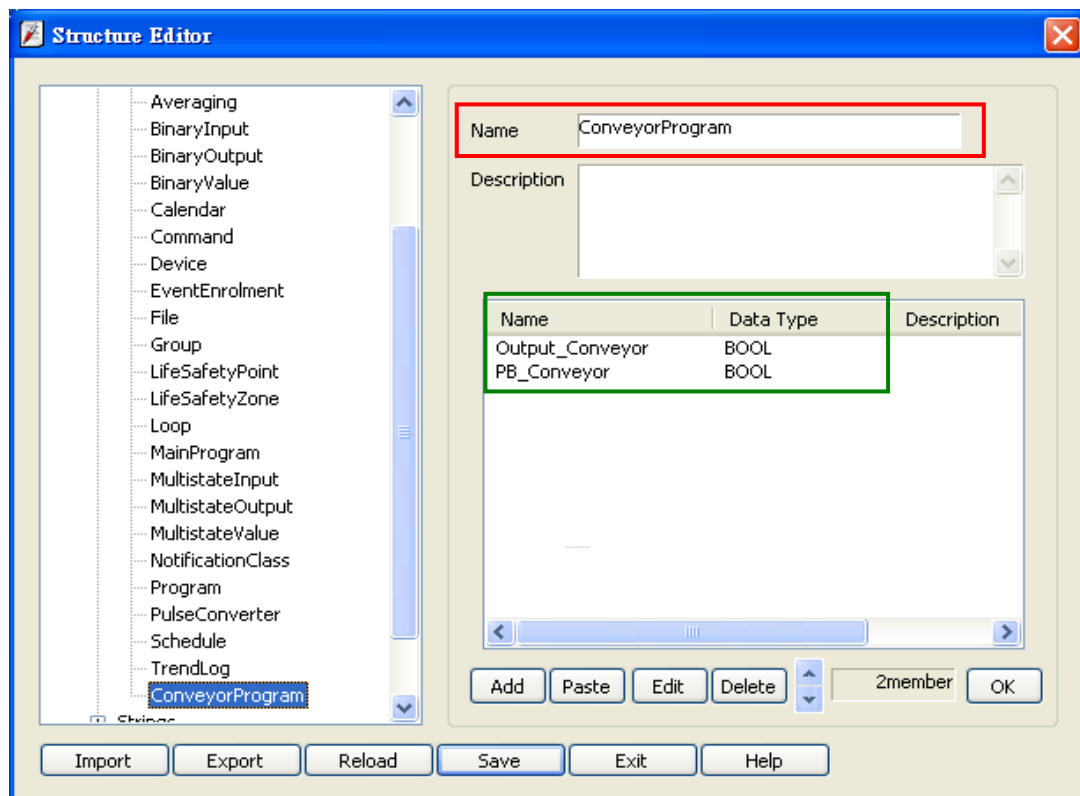 Structure Editor
Averaging
BinaryInput
BinaryOutput
BinaryValue
Calendar
Command
Device
EventEnrolment
File
Group
LifeSafetyPoint
LifeSafetyZone
Loop
MainProgram
MultistateInput
MultistateOutput
MultistateValue
NotificationClass
Program
PulseConverter
Schedule
TrendLog
ConveyorProgram
Strings
Name ConveyorProgram
Description
Name Data Type Description
Output_Conveyor BOOL
PB_Conveyor BOOL
Add Paste Edit Delete 2member OK
Import Export Reload Save Exit Help